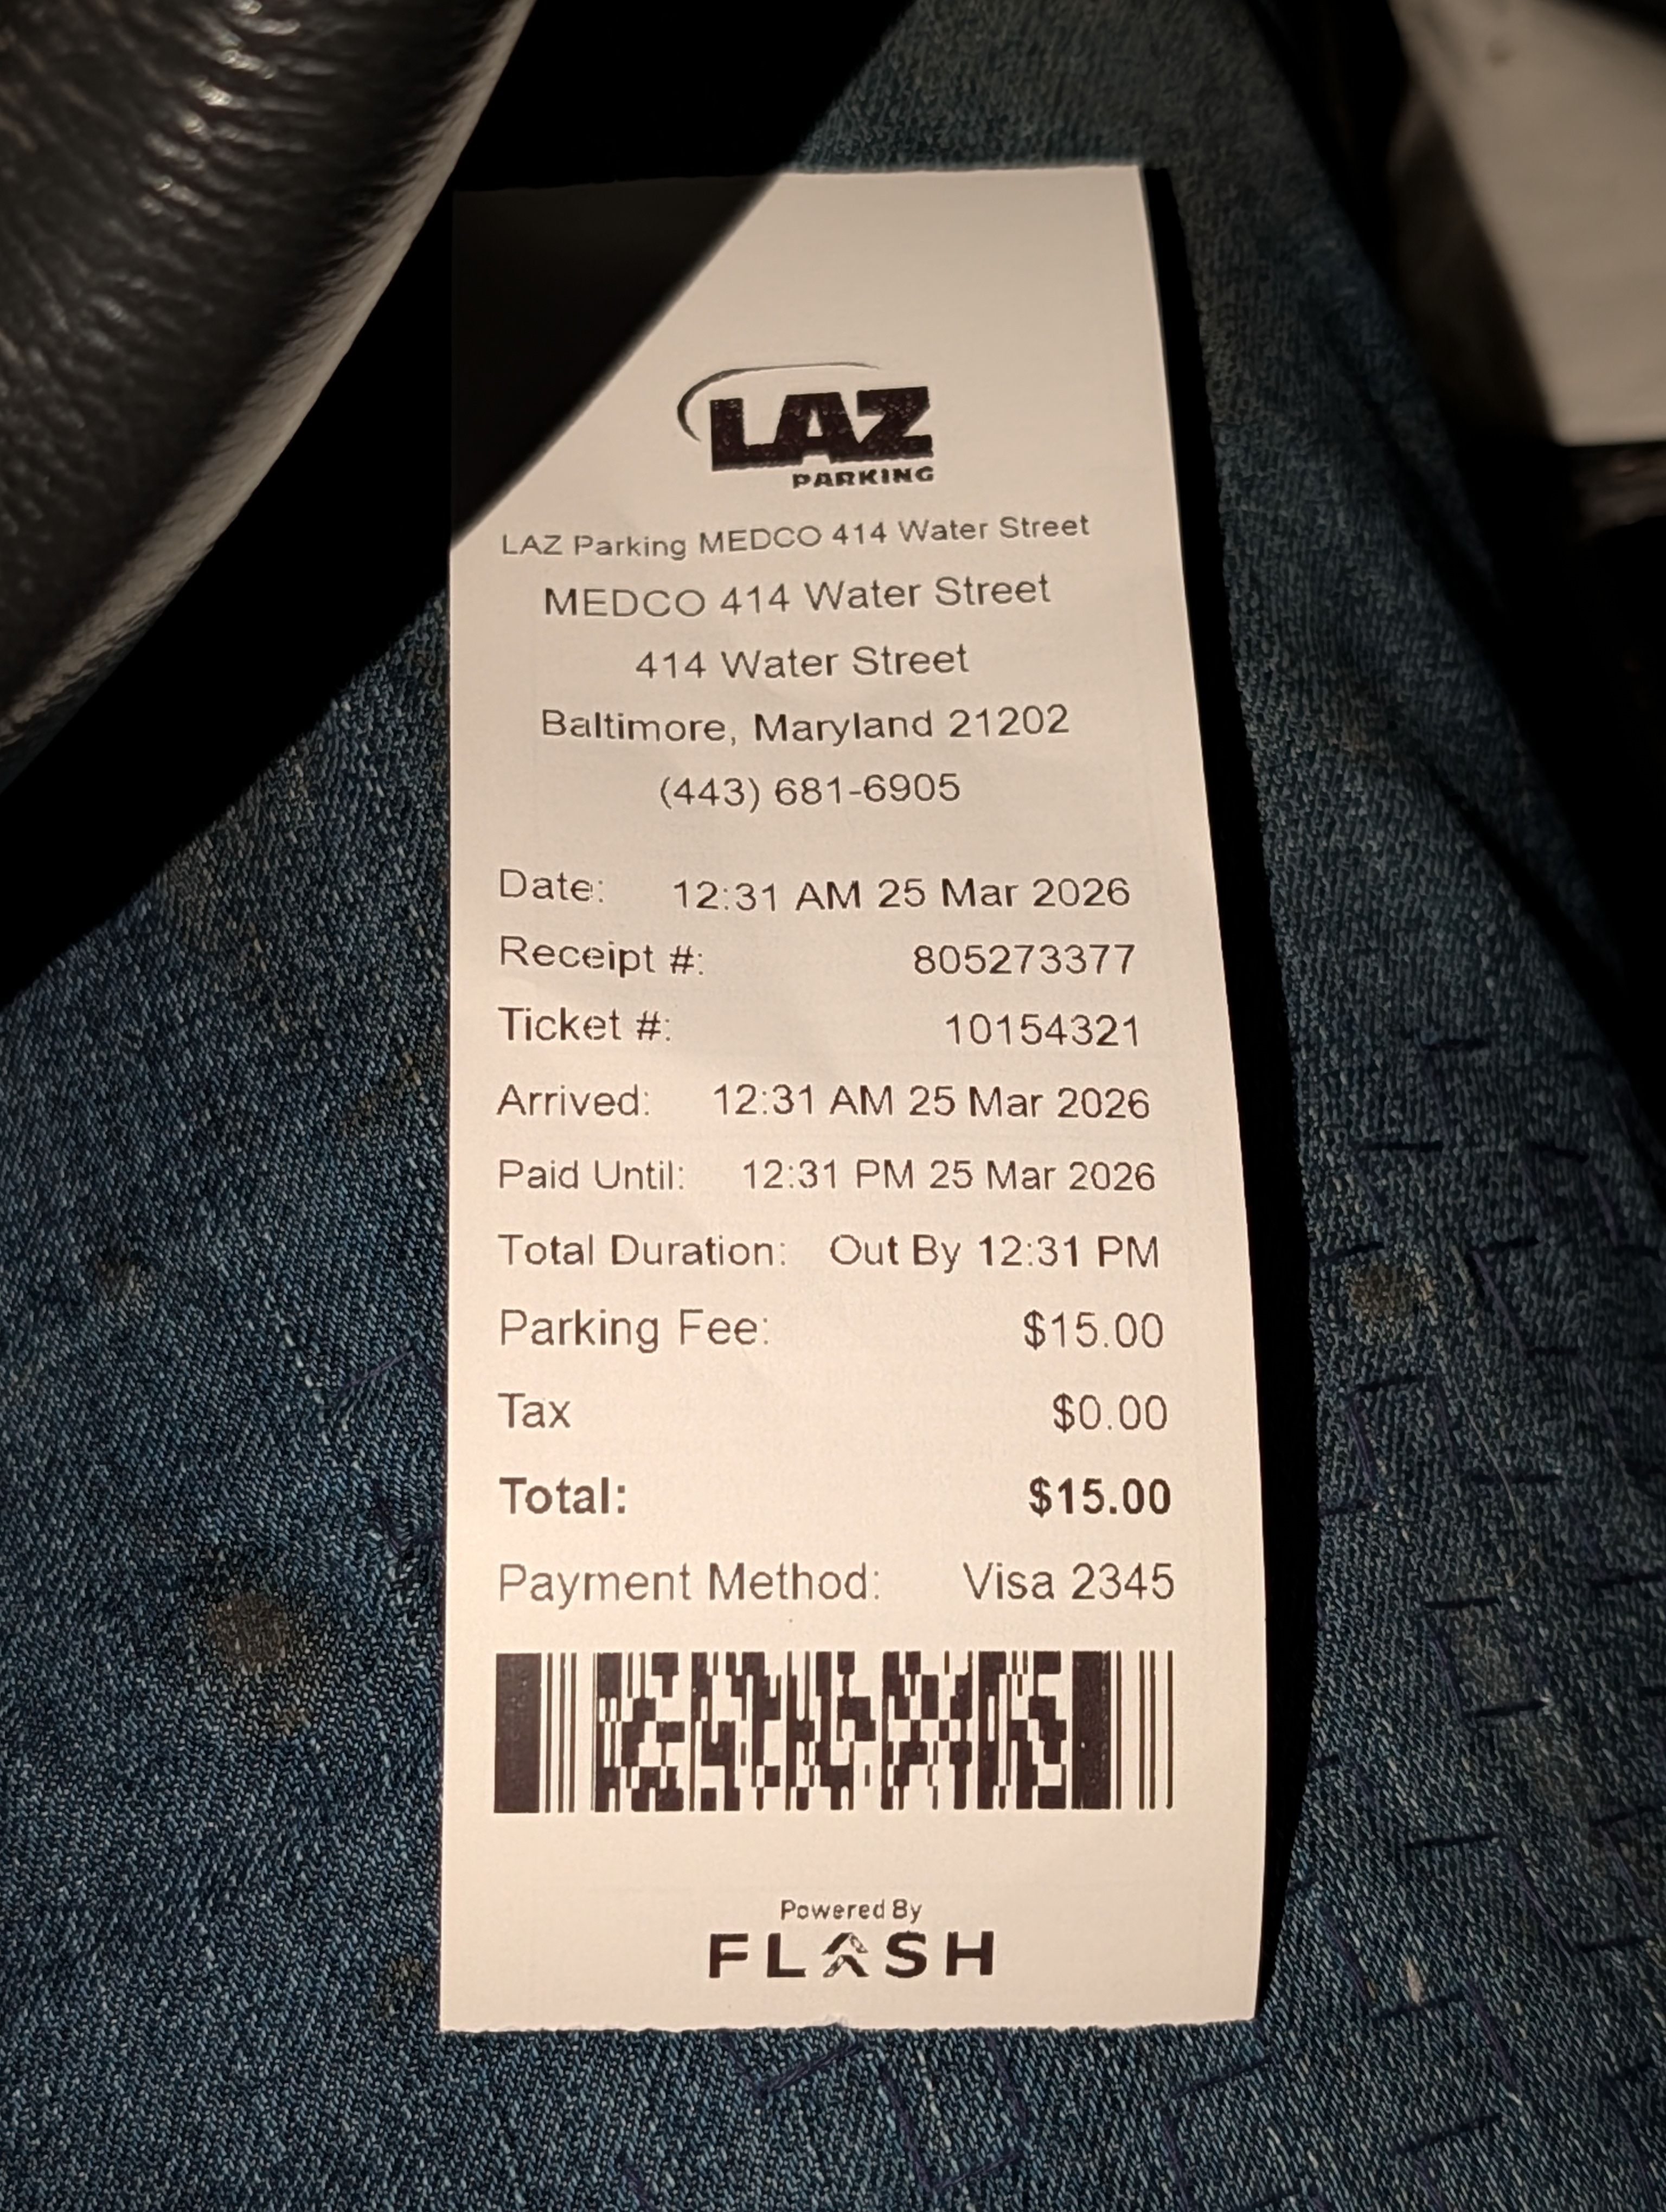 LAZ
PARKING
LAZ Parking MEDCO 414 Water Street
MEDCO 414 Water Street
414 Water Street
Baltimore, Maryland 21202
(443) 681-6905
Date: 12:31 AM 25 Mar 2026
Receipt #: 805273377
Ticket #: 10154321
Arrived: 12:31 AM 25 Mar 2026
Paid Until: 12:31 PM 25 Mar 2026
Total Duration: Out By 12:31 PM
Parking Fee: $15.00
Tax $0.00
Total: $15.00
Payment Method: Visa 2345
Powered By
FLASH